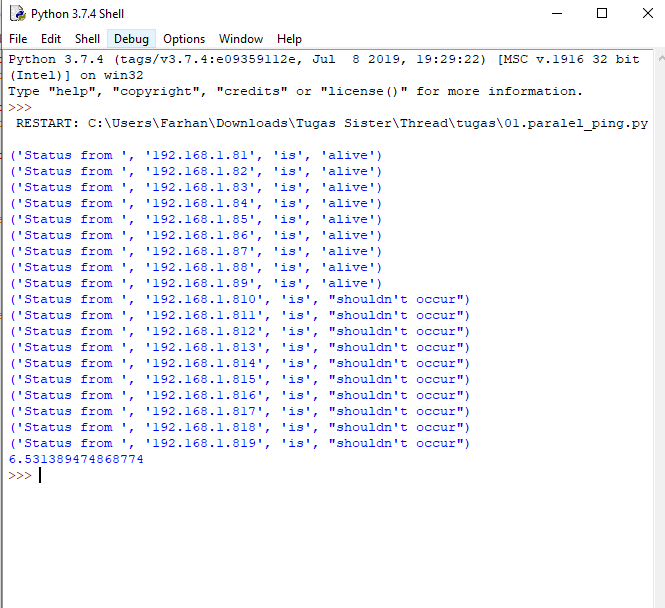 Python 3.7.4 Shell
File Edit Shell Debug Options Window Help
Python 3.7.4 (tags/v3.7.4:e09359112e, Jul  8 2019, 19:29:22) [MSC v.1916 32 bit
(Intel)] on win32
Type "help", "copyright", "credits" or "license()" for more information.
>>>
 RESTART: C:\Users\Farhan\Downloads\Tugas Sister\Thread\tugas\01.paralel_ping.py
('Status from ', '192.168.1.81', 'is', 'alive')
('Status from ', '192.168.1.82', 'is', 'alive')
('Status from ', '192.168.1.83', 'is', 'alive')
('Status from ', '192.168.1.84', 'is', 'alive')
('Status from ', '192.168.1.85', 'is', 'alive')
('Status from ', '192.168.1.86', 'is', 'alive')
('Status from ', '192.168.1.87', 'is', 'alive')
('Status from ', '192.168.1.88', 'is', 'alive')
('Status from ', '192.168.1.89', 'is', 'alive')
('Status from ', '192.168.1.810', 'is', "shouldn't occur")
('Status from ', '192.168.1.811', 'is', "shouldn't occur")
('Status from ', '192.168.1.812', 'is', "shouldn't occur")
('Status from ', '192.168.1.813', 'is', "shouldn't occur")
('Status from ', '192.168.1.814', 'is', "shouldn't occur")
('Status from ', '192.168.1.815', 'is', "shouldn't occur")
('Status from ', '192.168.1.816', 'is', "shouldn't occur")
('Status from ', '192.168.1.817', 'is', "shouldn't occur")
('Status from ', '192.168.1.818', 'is', "shouldn't occur")
('Status from ', '192.168.1.819', 'is', "shouldn't occur")
6.531389474868774
>>>